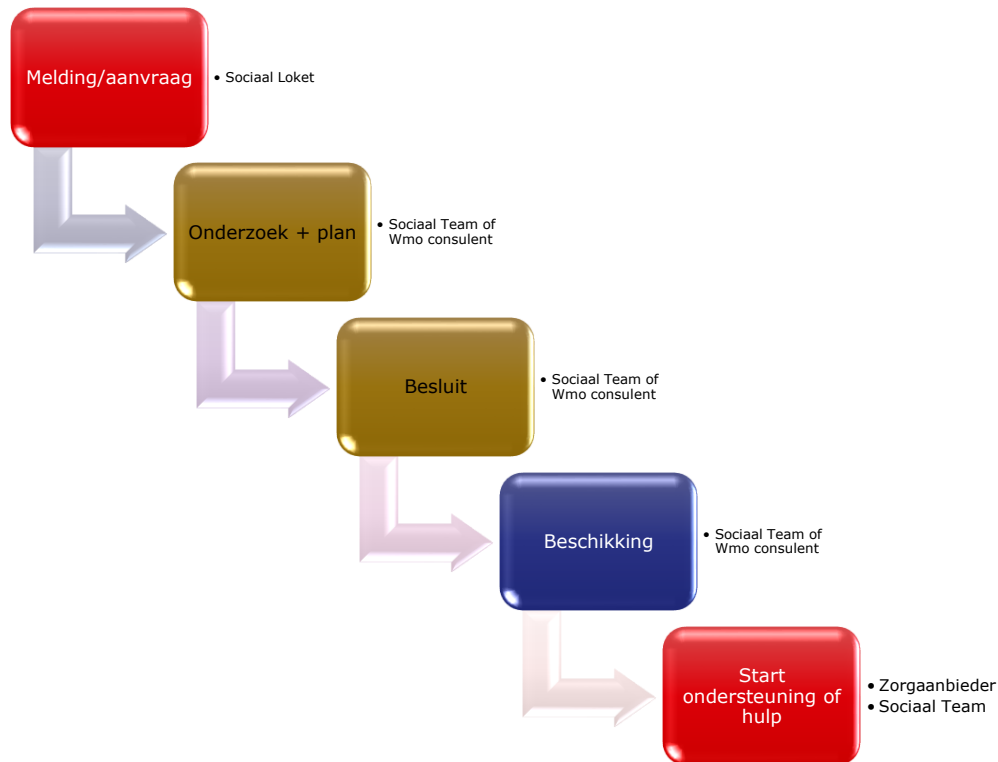 Melding/aanvraag
• Sociaal Loket
Onderzoek + plan
• Sociaal Team of
Wmo consulent
Besluit
• Sociaal Team of
Wmo consulent
Beschikking
• Sociaal Team of
Wmo consulent
Start
ondersteuning of
hulp
• Zorgaanbieder
• Sociaal Team